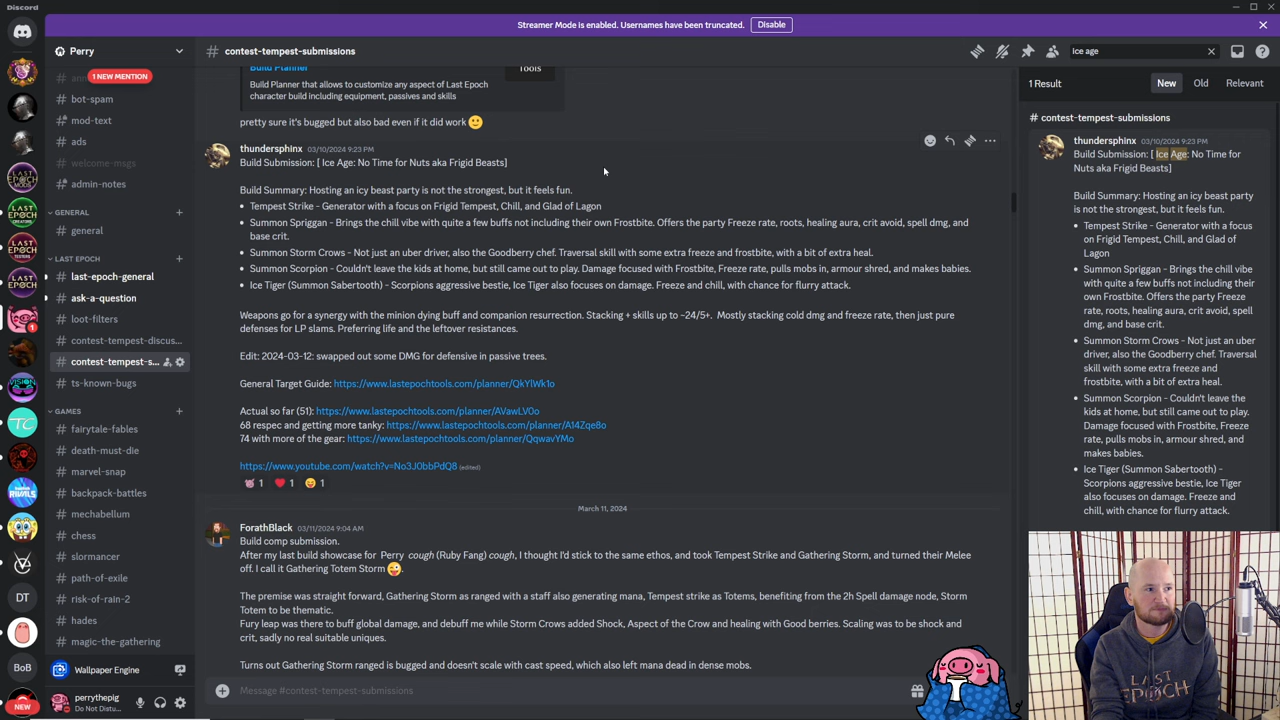 Discord
Streamer Mode is enabled. Usernames have been truncated. Disable
Perry
contest-tempest-submissions
Ice age
1 NEW MENTION
bot-spam
mod-text
ads
welcome-msgs
admin-notes
GENERAL
general
LAST EPOCH
last-epoch-general
ask-a-question
loot-filters
contest-tempest-discus...
contest-tempest-s...
ts-known-bugs
GAMES
fairytale-fables
death-must-die
marvel-snap
backpack-battles
mechabellum
chess
slormancer
path-of-exile
risk-of-rain-2
hades
magic-the-gathering
Wallpaper Engine
perrythepig
Do Not Distu...
LAST EPOCH
TC
RIVALS
DT
BoB
NEW
1
Build Planner
Tools
Build Planner that allows to customize any aspect of Last Epoch
character build including equipment, passives and skills
pretty sure it's bugged but also bad even if it did work
thundersphinx 03/10/2024 9:23 PM
Build Submission: [ Ice Age: No Time for Nuts aka Frigid Beasts]
Build Summary: Hosting an icy beast party is not the strongest, but it feels fun.
• Tempest Strike - Generator with a focus on Frigid Tempest, Chill, and Glad of Lagon
• Summon Spriggan - Brings the chill vibe with quite a few buffs not including their own Frostbite. Offers the party Freeze rate, roots, healing aura, crit avoid, spell dmg, and
base crit.
• Summon Storm Crows - Not just an uber driver, also the Goodberry chef. Traversal skill with some extra freeze and frostbite, with a bit of extra crit.
• Summon Scorpion - Couldn't leave the kids at home, but still came out to play. Damage focused with Frostbite, Freeze rate, pulls mobs in, armour shred, and makes babies.
• Ice Tiger (Summon Sabertooth) - Scorpions aggressive bestie, Ice Tiger also focuses on damage. Freeze and chill, with chance for flurry attack.
Weapons go for a synergy with the minion dying buff and companion resurrection. Stacking + skills up to ~24/5+. Mostly stacking cold dmg and freeze rate, then just pure
defenses for LP slams. Preferring life and the leftover resistances.
Edit: 2024-03-12: swapped out some DMG for defensive in passive trees.
General Target Guide: https://www.lastepochtools.com/planner/QkYlWk1o
Actual so far (51): https://www.lastepochtools.com/planner/AVawLV0o
68 respec and getting more tanky: https://www.lastepochtools.com/planner/A14Zqe8o
74 with more of the gear: https://www.lastepochtools.com/planner/QqwavYMo
https://www.youtube.com/watch?v=No3J0bbPdQ8 (edited)
1 1 1
March 11, 2024
ForathBlack 03/11/2024 9:04 AM
Build comp submission.
After my last build showcase for Perry cough (Ruby Fang) cough, I thought I'd stick to the same ethos, and took Tempest Strike and Gathering Storm, and turned their Melee
off. I call it Gathering Totem Storm
The premise was straight forward, Gathering Storm as ranged with a staff also generating mana, Tempest strike as Totems, benefiting from the 2h Spell damage node, Storm
Totem to be thematic.
Fury leap was there to buff global damage, and debuff me while Storm Crows added Shock, Aspect of the Crow and healing with Good berries. Scaling was to be shock and
crit, sadly no real suitable uniques.
Turns out Gathering Storm ranged is bugged and doesn't scale with cast speed, which also left mana dead in dense mobs.
Message #contest-tempest-submissions
1 Result
New Old Relevant
# contest-tempest-submissions
thundersphinx 03/10/2024 9:23 PM
Build Submission: [ Ice Age: No Time for
Nuts aka Frigid Beasts]
Build Summary: Hosting an icy beast party
is not the strongest, but it feels fun.
• Tempest Strike - Generator with a focus
on Frigid Tempest, Chill, and Glad of
Lagon
• Summon Spriggan - Brings the chill vibe
with quite a few buffs not including their
own Frostbite. Offers the party Freeze
rate, roots, healing aura, crit avoid, spell
dmg, and base crit.
• Summon Storm Crows - Not just an uber
driver, also the Goodberry chef. Traversal
skill with some extra freeze and
frostbite, with a bit of extra crit.
• Summon Scorpion - Couldn't leave the
kids at home, but still came out to play.
Damage focused with Frostbite, Freeze
rate, pulls mobs in, armour shred, and
makes babies.
• Ice Tiger (Summon Sabertooth) -
Scorpions aggressive bestie, Ice Tiger
also focuses on damage. Freeze and
chill, with chance for flurry attack.
LAST
EPOCH